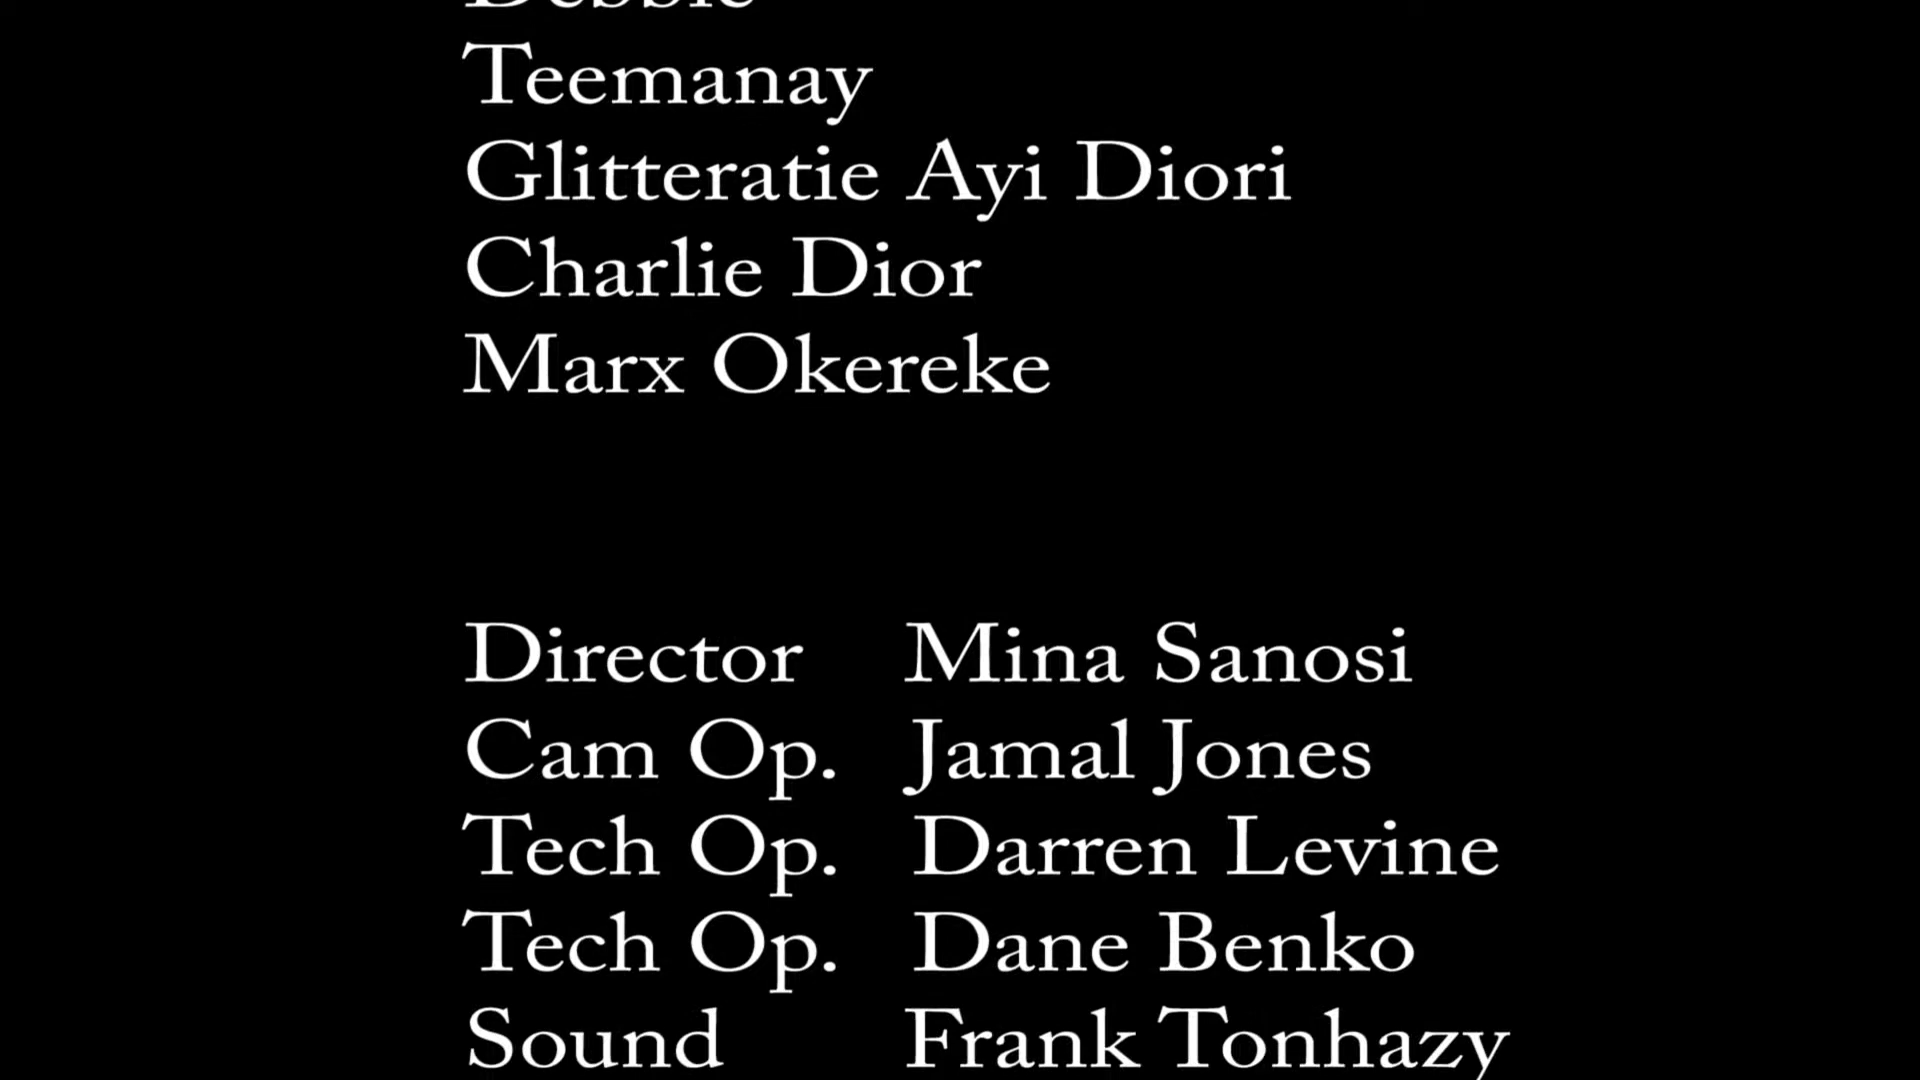 Debbie
Teemanay
Glitteratie Ayi Diori
Charlie Dior
Marx Okereke
Director Mina Sanosi
Cam Op. Jamal Jones
Tech Op. Darren Levine
Tech Op. Dane Benko
Sound Frank Tonhazy